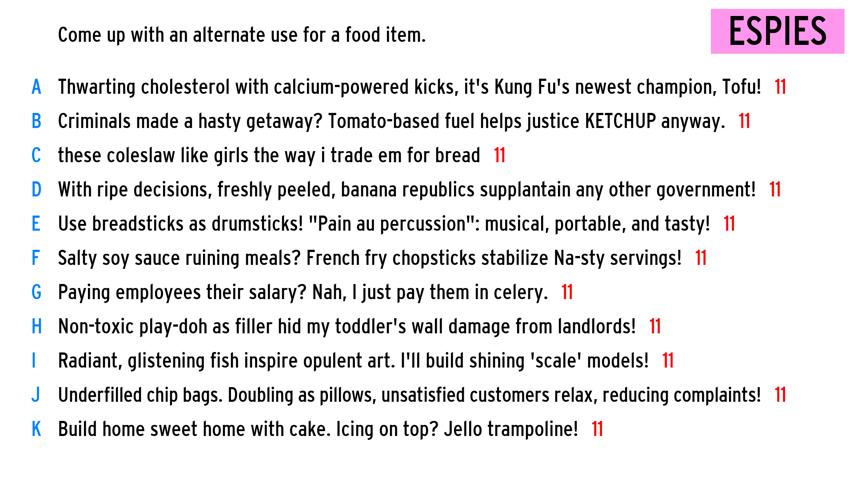 Come up with an alternate use for a food item.
ESPIES
A Thwarting cholesterol with calcium-powered kicks, it's Kung Fu's newest champion, Tofu! 11
B Criminals made a hasty getaway? Tomato-based fuel helps justice KETCHUP anyway. 11
C these coleslaw like girls the way i trade em for bread 11
D With ripe decisions, freshly peeled, banana republics supplantain any other government! 11
E Use breadsticks as drumsticks! "Pain au percussion": musical, portable, and tasty! 11
F Salty soy sauce ruining meals? French fry chopsticks stabilize Na-sty servings! 11
G Paying employees their salary? Nah, I just pay them in celery. 11
H Non-toxic play-doh as filler hid my toddler's wall damage from landlords! 11
I Radiant, glistening fish inspire opulent art. I'll build shining 'scale' models! 11
J Underfilled chip bags. Doubling as pillows, unsatisfied customers relax, reducing complaints! 11
K Build home sweet home with cake. Icing on top? Jello trampoline! 11